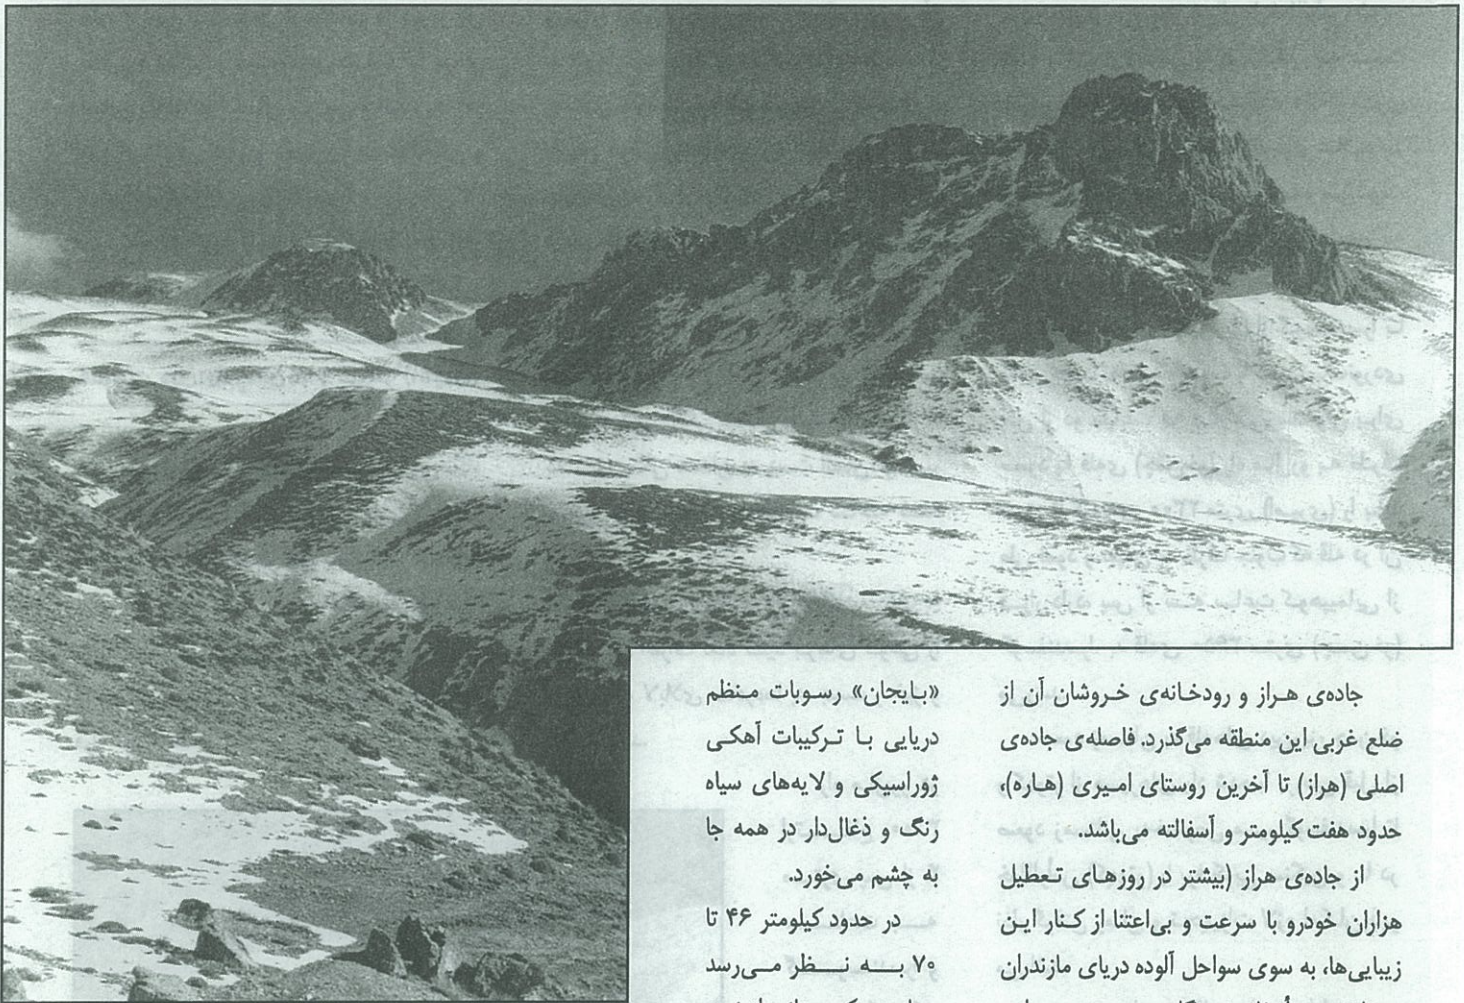 جاده‌ی هراز و رودخانه‌ی خروشان آن از
ضلع غربی این منطقه می‌گذرد. فاصله‌ی جاده‌ی
اصلی (هراز) تا آخرین روستای امیری (هاره)،
حدود هفت کیلومتر و آسفالته می‌باشد.
از جاده‌ی هراز (بیشتر در روزهای تعطیل
هزاران خودرو با سرعت و بی‌اعتنا از کنار این
زیبایی‌ها، به سوی سواحل آلوده دریای مازندران
«بایجان» رسوبات منظم
دریایی با ترکیبات آهکی
ژوراسیکی و لایه‌های سیاه
رنگ و ذغال‌دار در همه جا
به چشم می‌خورد.
در حدود کیلومتر ۴۶ تا
۷۰ به نظر می‌رسد